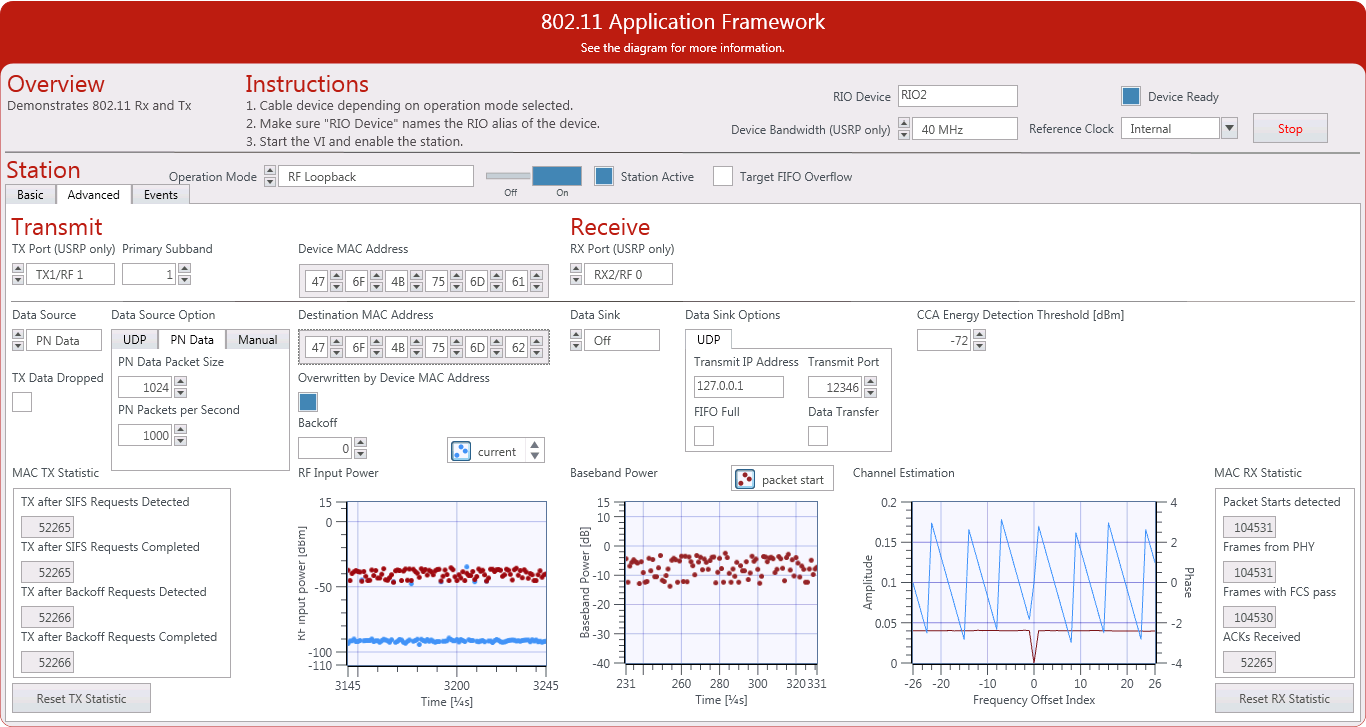 802.11 Application Framework
See the diagram for more information.
Overview
Demonstrates 802.11 Rx and Tx
Instructions
1. Cable device depending on operation mode selected.
2. Make sure "RIO Device" names the RIO alias of the device.
3. Start the VI and enable the station.
RIO Device RIO2
Device Ready
Device Bandwidth (USRP only) 40 MHz
Reference Clock Internal
Stop
Station
Operation Mode RF Loopback
Off On
Station Active
Target FIFO Overflow
Basic Advanced Events
Transmit
TX Port (USRP only) Primary Subband
TX1/RF 1 1
Device MAC Address
47 6F 4B 75 6D 61
Receive
RX Port (USRP only)
RX2/RF 0
Data Source
PN Data
TX Data Dropped
Data Source Option
UDP PN Data Manual
PN Data Packet Size
1024
PN Packets per Second
1000
Destination MAC Address
47 6F 4B 75 6D 62
Overwritten by Device MAC Address
Backoff
0
current
Data Sink
Off
Data Sink Options
UDP
Transmit IP Address Transmit Port
127.0.0.1 12346
FIFO Full Data Transfer
CCA Energy Detection Threshold [dBm]
-72
MAC TX Statistic
TX after SIFS Requests Detected
52265
TX after SIFS Requests Completed
52265
TX after Backoff Requests Detected
52266
TX after Backoff Requests Completed
52266
Reset TX Statistic
RF Input Power
RF input power [dBm]
15
0
-50
-100
-110
3145 3200 3245
Time [¼s]
Baseband Power
packet start
Baseband Power [dB]
15
10
0
-10
-20
-30
-40
231 260 280 300 320 331
Time [¼s]
Channel Estimation
Amplitude
0.2
0.15
0.1
0.05
0
4
2
0
-2
-4
Phase
-26 -20 -10 0 10 20 26
Frequency Offset Index
MAC RX Statistic
Packet Starts detected
104531
Frames from PHY
104531
Frames with FCS pass
104530
ACKs Received
52265
Reset RX Statistic